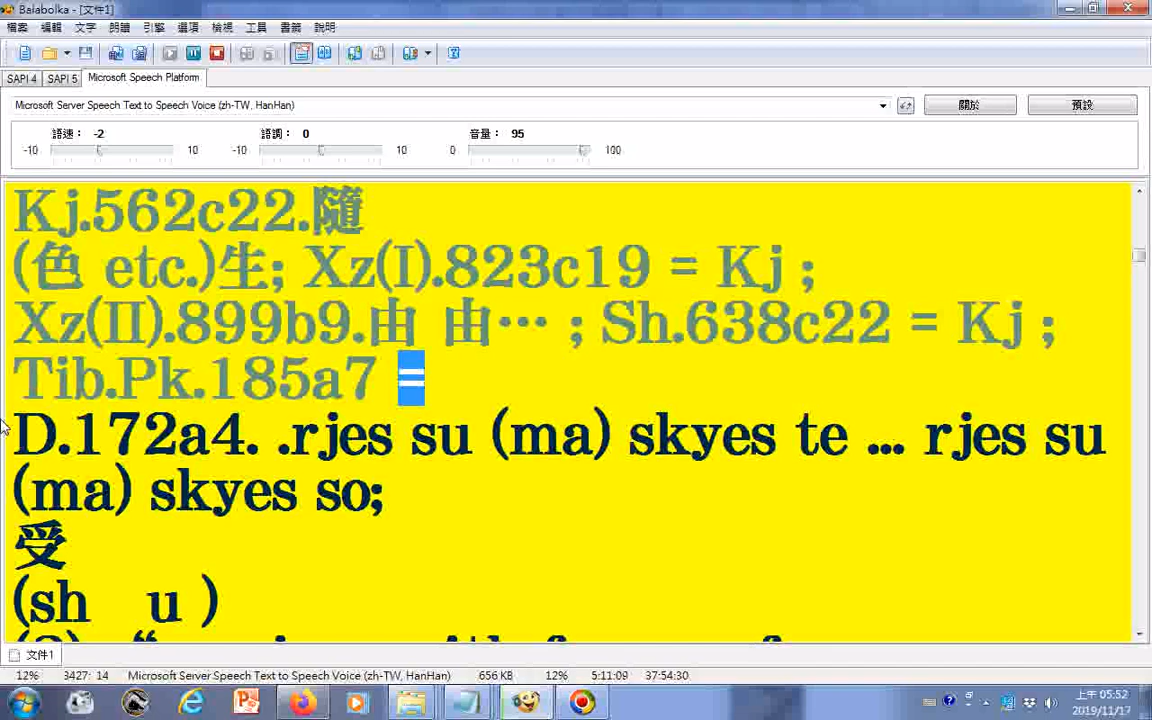 Balabolka - [文件1]
檔案 編輯 文字 朗讀 引擎 選項 檢視 工具 書籤 說明
SAPI 4 SAPI 5 Microsoft Speech Platform
Microsoft Server Speech Text to Speech Voice (zh-TW, HanHan) 關於 預設
語速： -2 語調： 0 音量： 95
-10 10 -10 10 0 100
Kj.562c22.隨
(色 etc.)生; Xz(I).823c19 = Kj ;
Xz(II).899b9.由 由… ; Sh.638c22 = Kj ;
Tib.Pk.185a7 =
D.172a4. .rjes su (ma) skyes te ... rjes su
(ma) skyes so;
受
(sh u )
文件1
12% 3427: 14 Microsoft Server Speech Text to Speech Voice (zh-TW, HanHan) 656 KB 12% 5:11:09 37:54:30
上午 05:52
2019/11/17